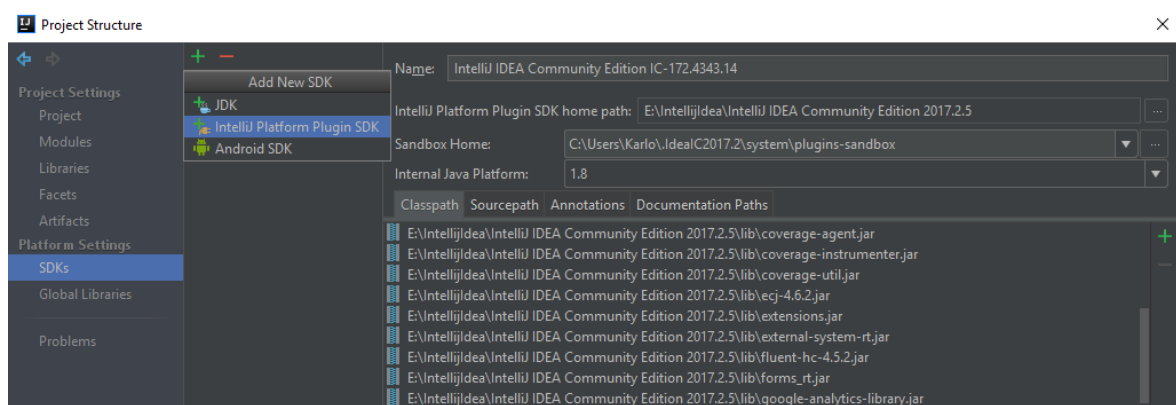 IJ Project Structure
Project Settings
Project
Modules
Libraries
Facets
Artifacts
Platform Settings
SDKs
Global Libraries
Problems
Add New SDK
JDK
IntelliJ Platform Plugin SDK
Android SDK
Name: IntelliJ IDEA Community Edition IC-172.4343.14
IntelliJ Platform Plugin SDK home path: E:\IntellijIdea\IntelliJ IDEA Community Edition 2017.2.5 ...
Sandbox Home: C:\Users\Karlo\.IdeaIC2017.2\system\plugins-sandbox ...
Internal Java Platform: 1.8
Classpath Sourcepath Annotations Documentation Paths
E:\IntellijIdea\IntelliJ IDEA Community Edition 2017.2.5\lib\coverage-agent.jar
E:\IntellijIdea\IntelliJ IDEA Community Edition 2017.2.5\lib\coverage-instrumenter.jar
E:\IntellijIdea\IntelliJ IDEA Community Edition 2017.2.5\lib\coverage-util.jar
E:\IntellijIdea\IntelliJ IDEA Community Edition 2017.2.5\lib\ecj-4.6.2.jar
E:\IntellijIdea\IntelliJ IDEA Community Edition 2017.2.5\lib\extensions.jar
E:\IntellijIdea\IntelliJ IDEA Community Edition 2017.2.5\lib\external-system-rt.jar
E:\IntellijIdea\IntelliJ IDEA Community Edition 2017.2.5\lib\fluent-hc-4.5.2.jar
E:\IntellijIdea\IntelliJ IDEA Community Edition 2017.2.5\lib\forms_rt.jar
E:\IntellijIdea\IntelliJ IDEA Community Edition 2017.2.5\lib\google-analytics-library.jar